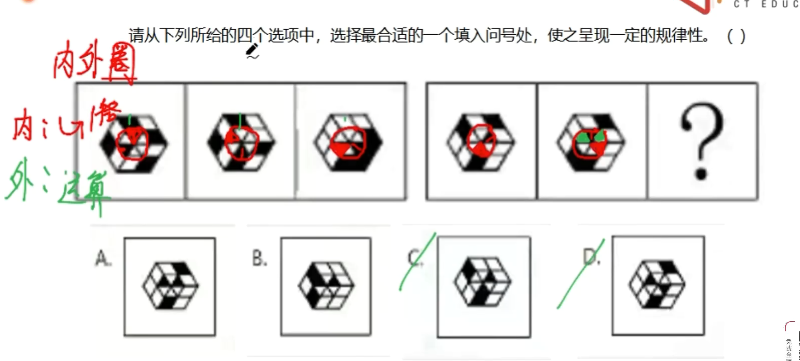 CT EDUC
请从下列所给的四个选项中，选择最合适的一个填入问号处，使之呈现一定的规律性。（ ）
内外圈
内：
外：运算
?
A. B. C. D.